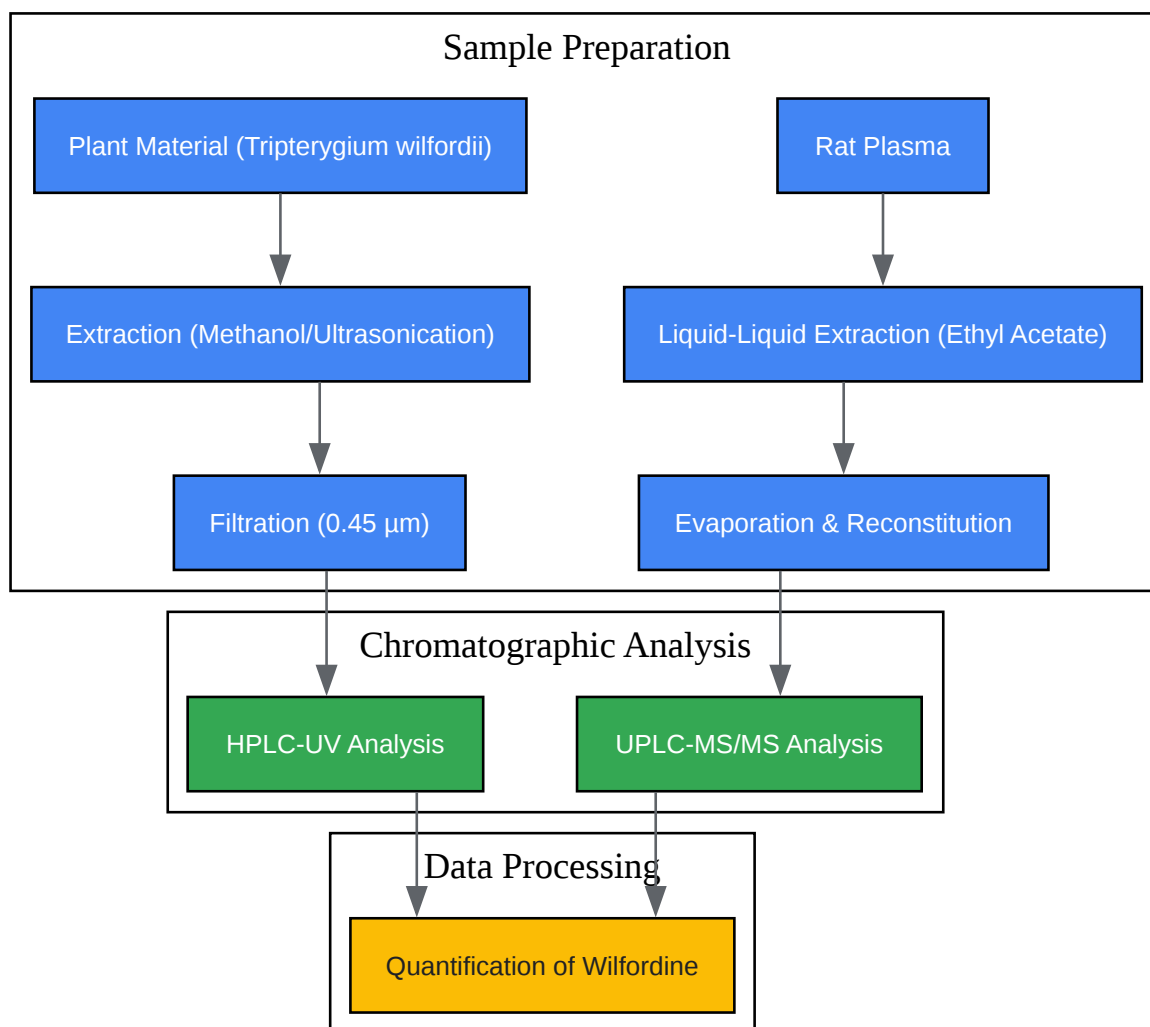 Sample Preparation
Plant Material (Tripterygium wilfordii)
Rat Plasma
Extraction (Methanol/Ultrasonication)
Liquid-Liquid Extraction (Ethyl Acetate)
Filtration (0.45 µm)
Evaporation & Reconstitution
Chromatographic Analysis
HPLC-UV Analysis
UPLC-MS/MS Analysis
Data Processing
Quantification of Wilfordine